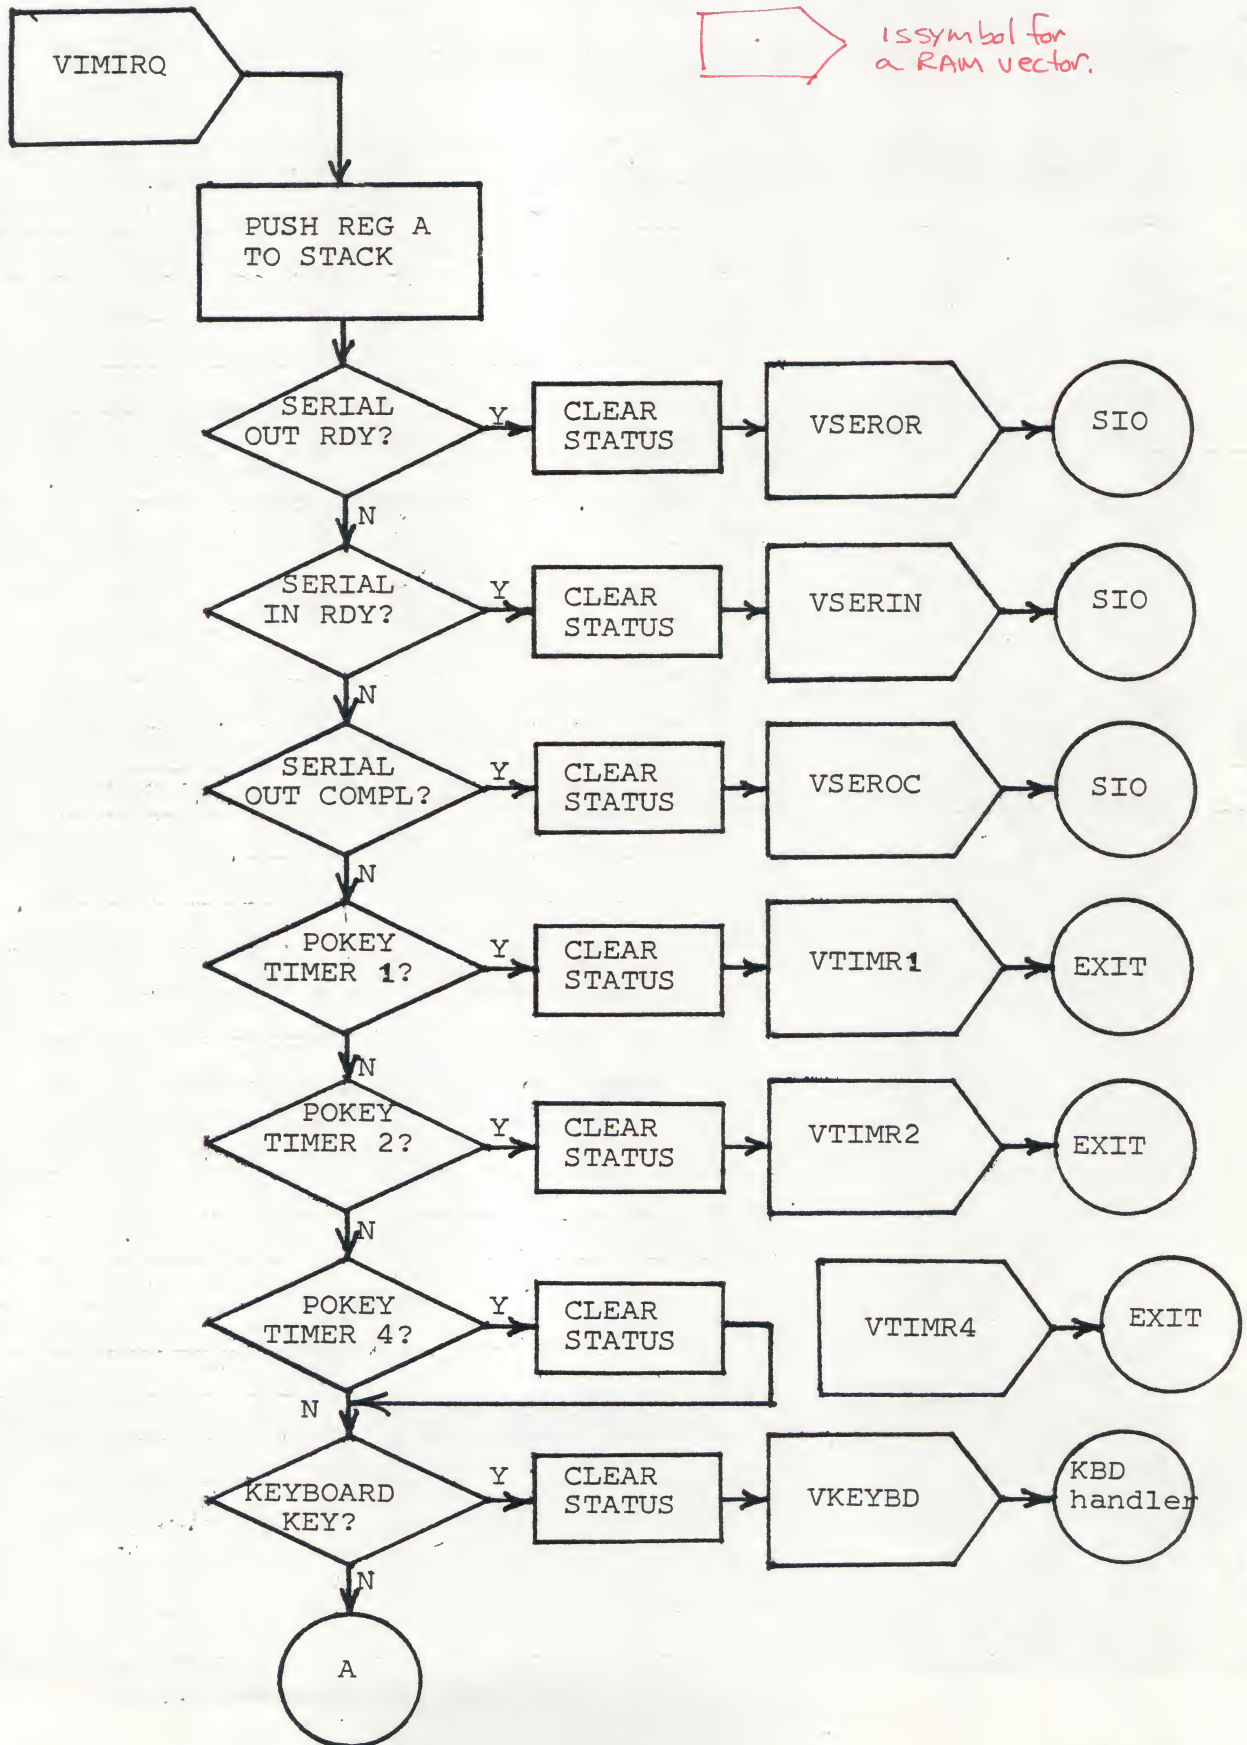 VIMIRQ
is symbol for
a RAM vector.
PUSH REG A
TO STACK
SERIAL
OUT RDY?
Y
CLEAR
STATUS
VSEROR
SIO
N
SERIAL
IN RDY?
Y
CLEAR
STATUS
VSERIN
SIO
N
SERIAL
OUT COMPL?
Y
CLEAR
STATUS
VSEROC
SIO
N
POKEY
TIMER 1?
Y
CLEAR
STATUS
VTIMR1
EXIT
N
POKEY
TIMER 2?
Y
CLEAR
STATUS
VTIMR2
EXIT
N
POKEY
TIMER 4?
Y
CLEAR
STATUS
VTIMR4
EXIT
N
KEYBOARD
KEY?
Y
CLEAR
STATUS
VKEYBD
KBD
handler
N
A